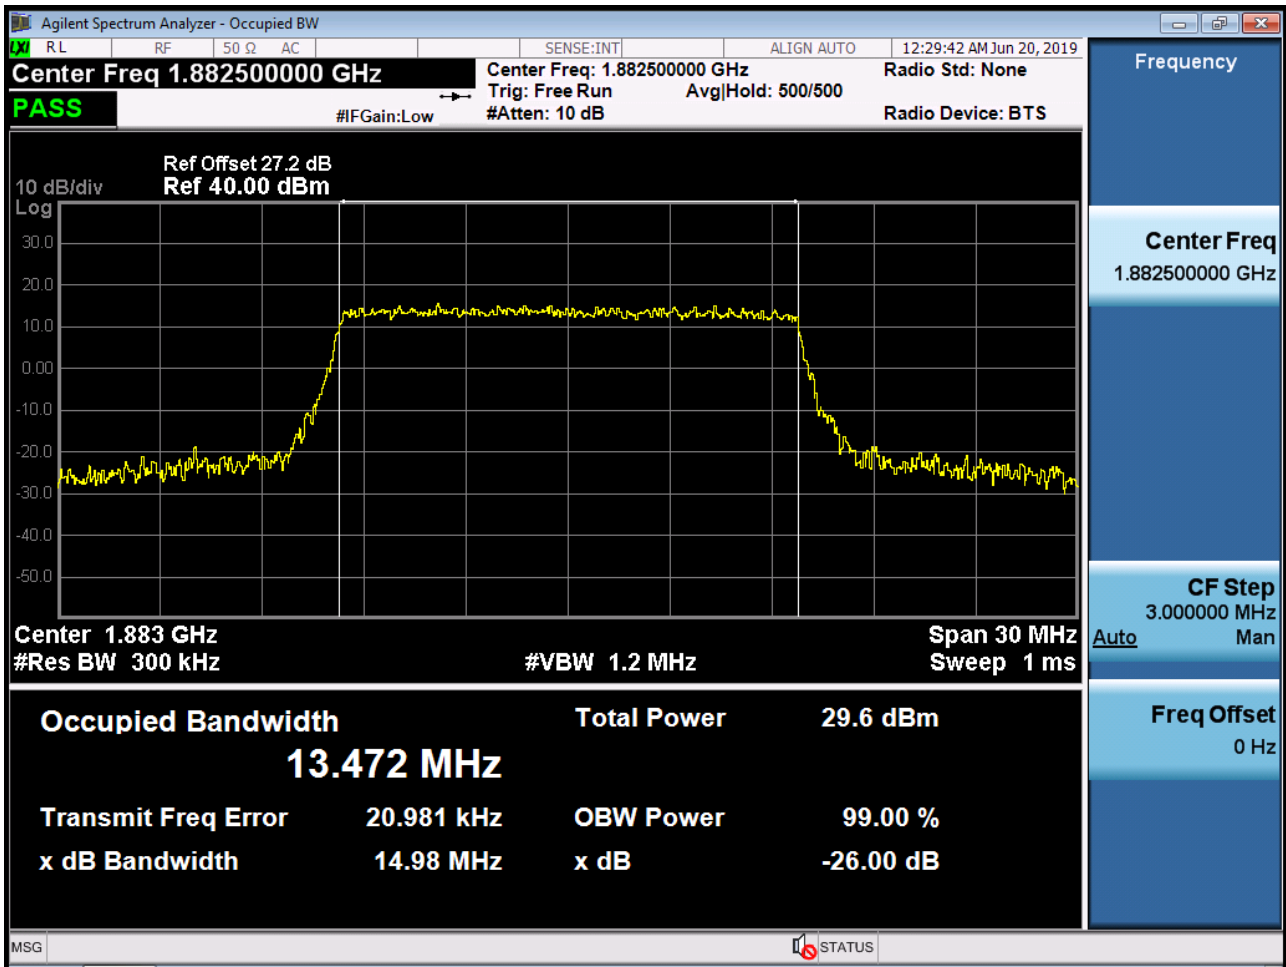 Agilent Spectrum Analyzer - Occupied BW
LXI RL RF 50 Ω AC SENSE:INT ALIGN AUTO 12:29:42 AM Jun 20, 2019
Center Freq 1.882500000 GHz
Center Freq: 1.882500000 GHz
Radio Std: None
Trig: Free Run Avg|Hold: 500/500
PASS
#IFGain:Low
#Atten: 10 dB
Radio Device: BTS
Ref Offset 27.2 dB
10 dB/div Ref 40.00 dBm
Log
30.0
20.0
10.0
0.00
-10.0
-20.0
-30.0
-40.0
-50.0
Center 1.883 GHz Span 30 MHz
#Res BW 300 kHz #VBW 1.2 MHz Sweep 1 ms
Occupied Bandwidth Total Power 29.6 dBm
13.472 MHz
Transmit Freq Error 20.981 kHz OBW Power 99.00 %
x dB Bandwidth 14.98 MHz x dB -26.00 dB
Frequency
Center Freq
1.882500000 GHz
CF Step
3.000000 MHz
Auto Man
Freq Offset
0 Hz
MSG STATUS